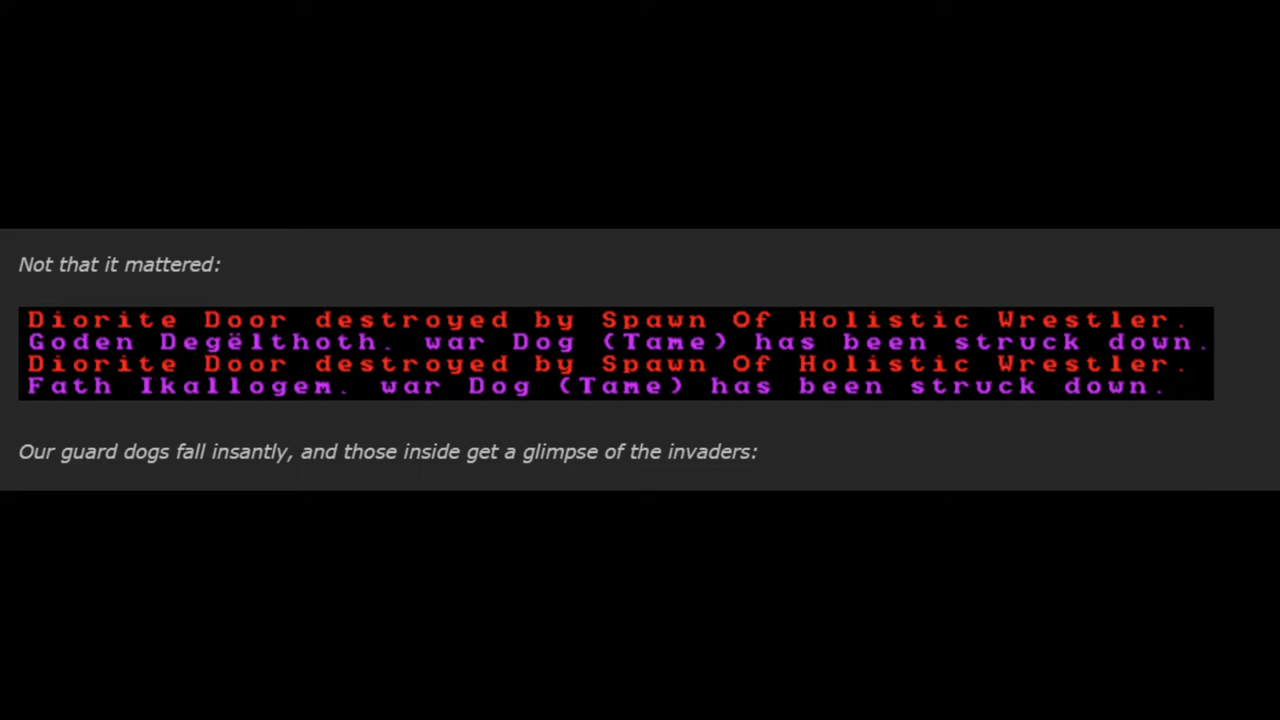 Not that it mattered:
Diorite Door destroyed by Spawn Of Holistic Wrestler.
Goden Degëlthoth. war Dog (Tame) has been struck down.
Diorite Door destroyed by Spawn Of Holistic Wrestler.
Fath Ikallogem. war Dog (Tame) has been struck down.
Our guard dogs fall insantly, and those inside get a glimpse of the invaders: